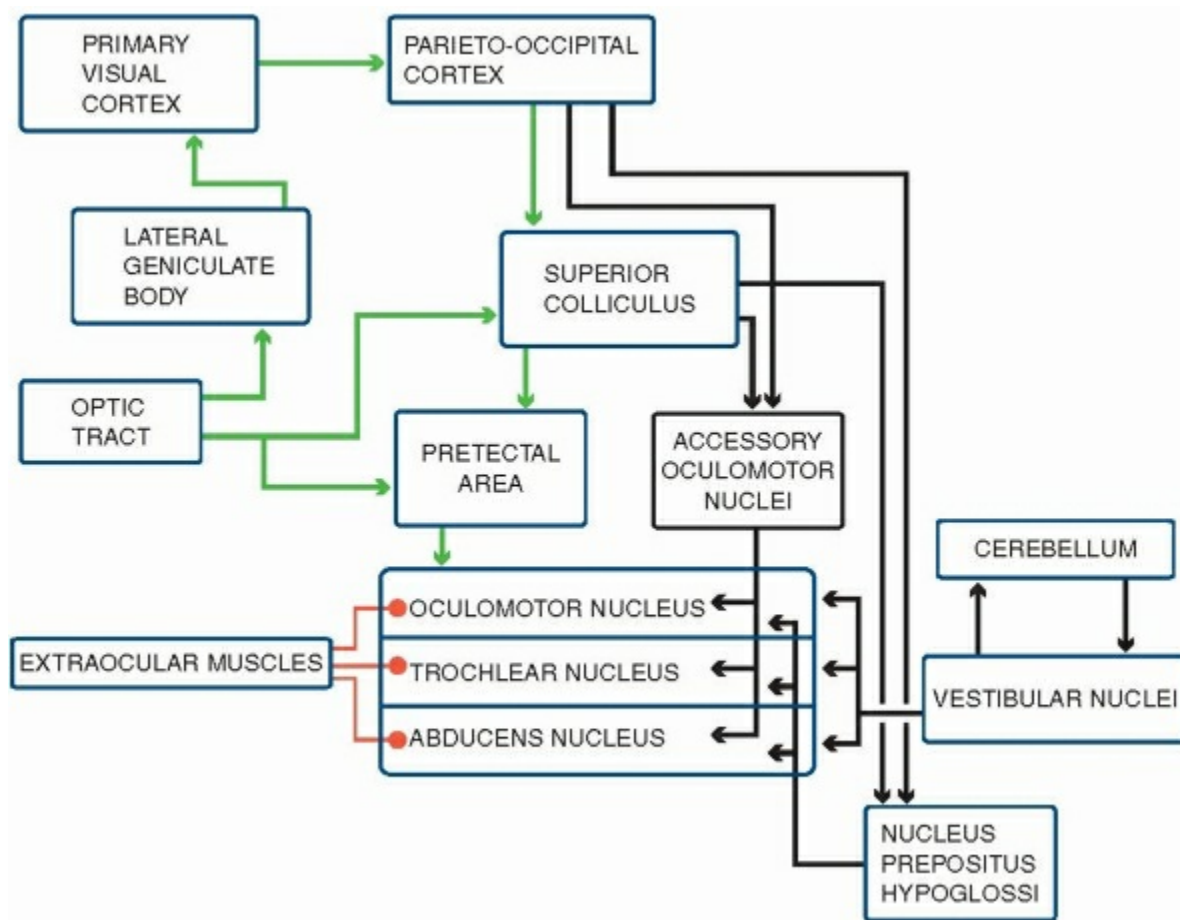 PRIMARY
VISUAL
CORTEX
PARIETO-OCCIPITAL
CORTEX
LATERAL
GENICULATE
BODY
SUPERIOR
COLLICULUS
OPTIC
TRACT
PRETECTAL
AREA
ACCESSORY
OCULOMOTOR
NUCLEI
CEREBELLUM
OCULOMOTOR NUCLEUS
EXTRAOCULAR MUSCLES
TROCHLEAR NUCLEUS
VESTIBULAR NUCLEI
ABDUCENS NUCLEUS
NUCLEUS
PREPOSITUS
HYPOGLOSSI